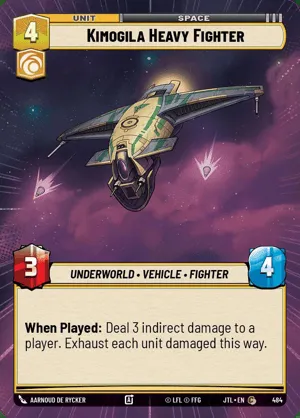 4
UNIT
SPACE
KIMOGILA HEAVY FIGHTER
3
4
UNDERWORLD • VEHICLE • FIGHTER
When Played: Deal 3 indirect damage to a
player. Exhaust each unit damaged this way.
AARNOUD DE RYCKER
© LFL © FFG
JTL • EN
C
484